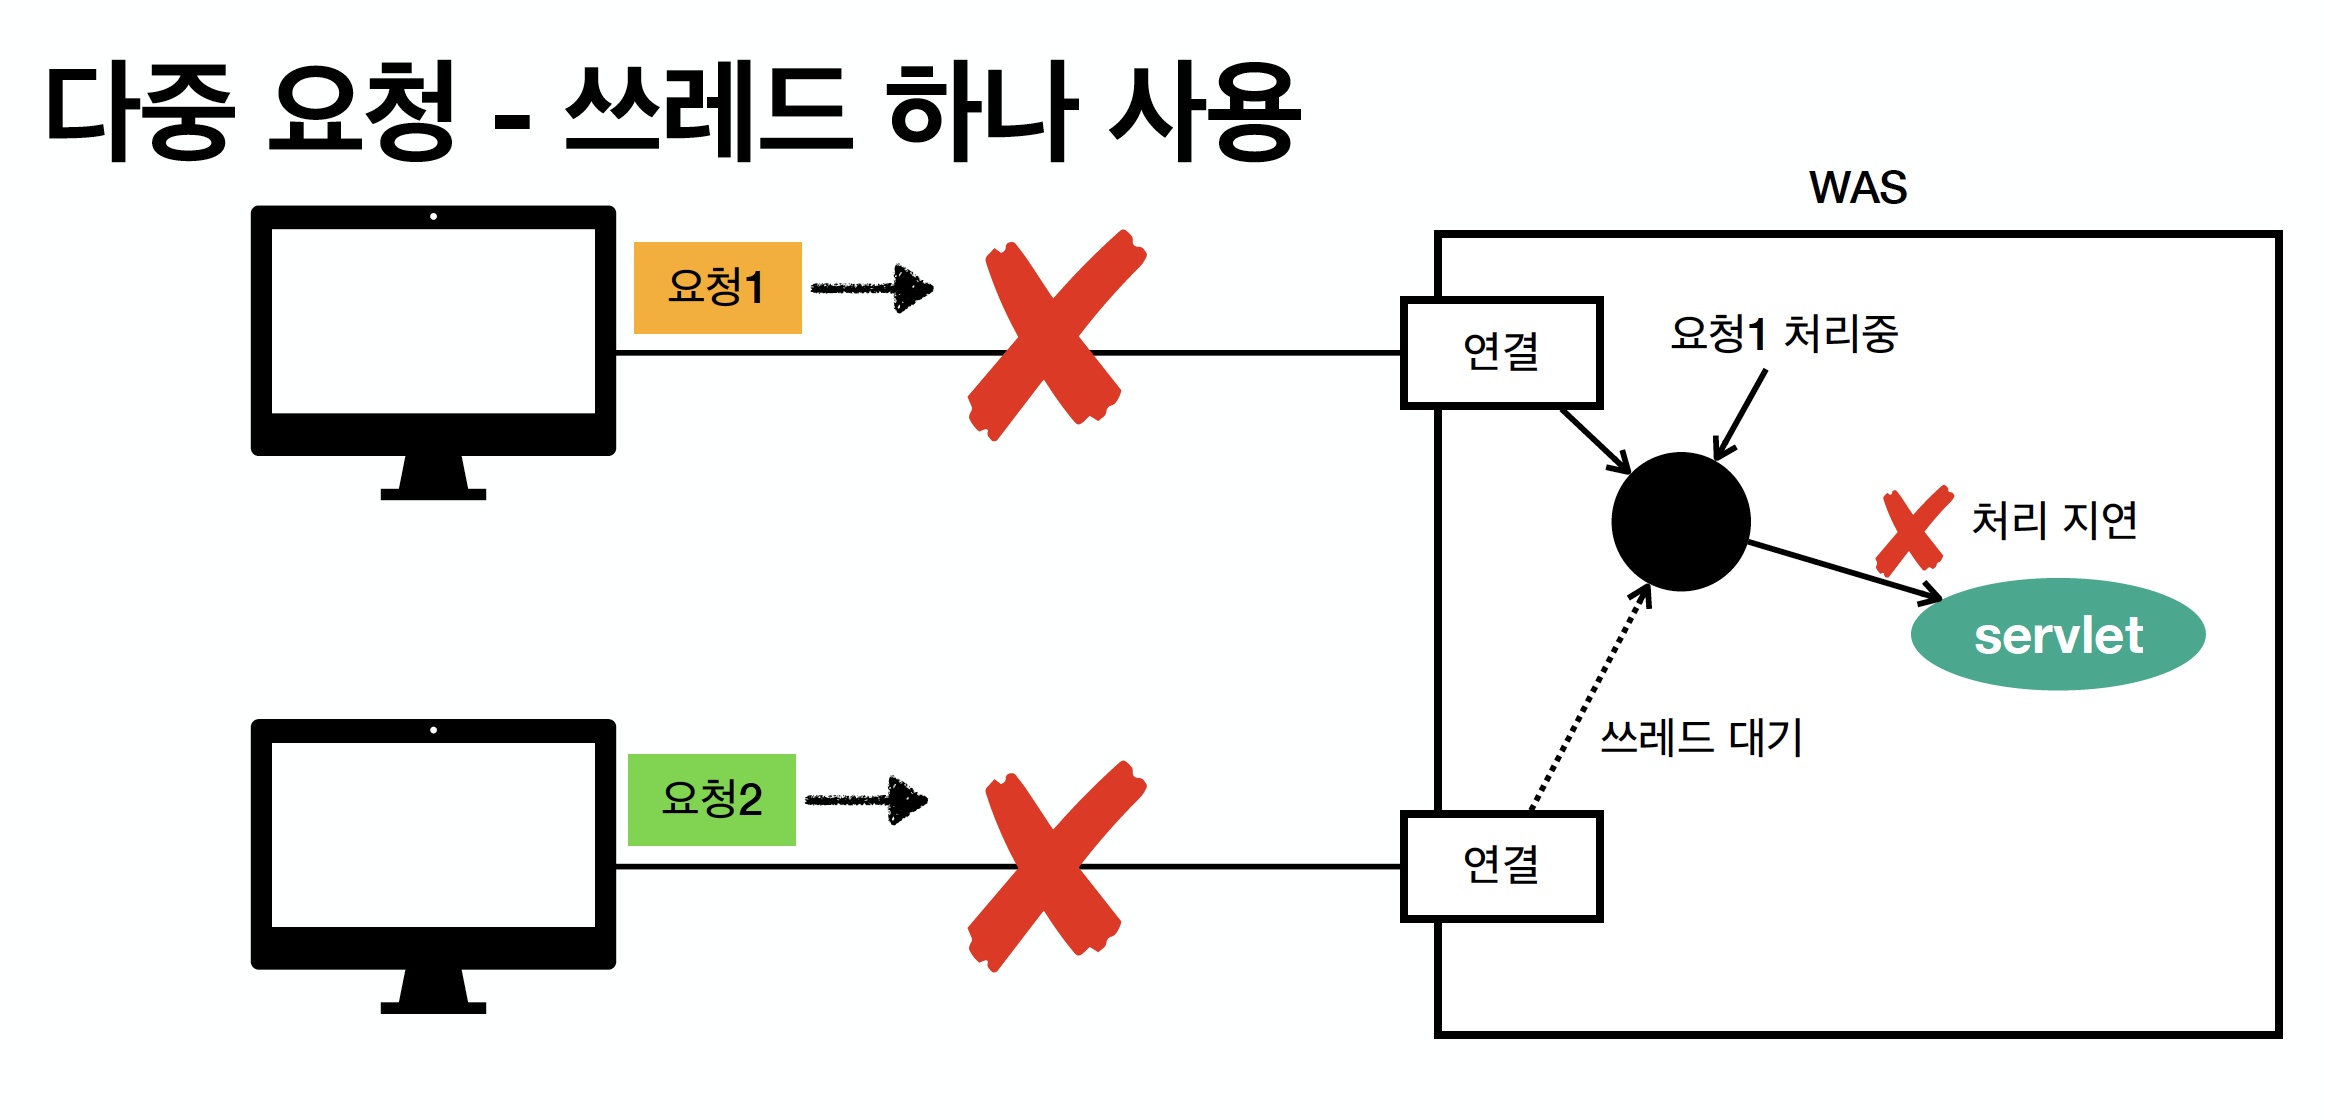 다중 요청 - 쓰레드 하나 사용
WAS
요청1
연결
요청1 처리중
처리 지연
servlet
쓰레드 대기
요청2
연결